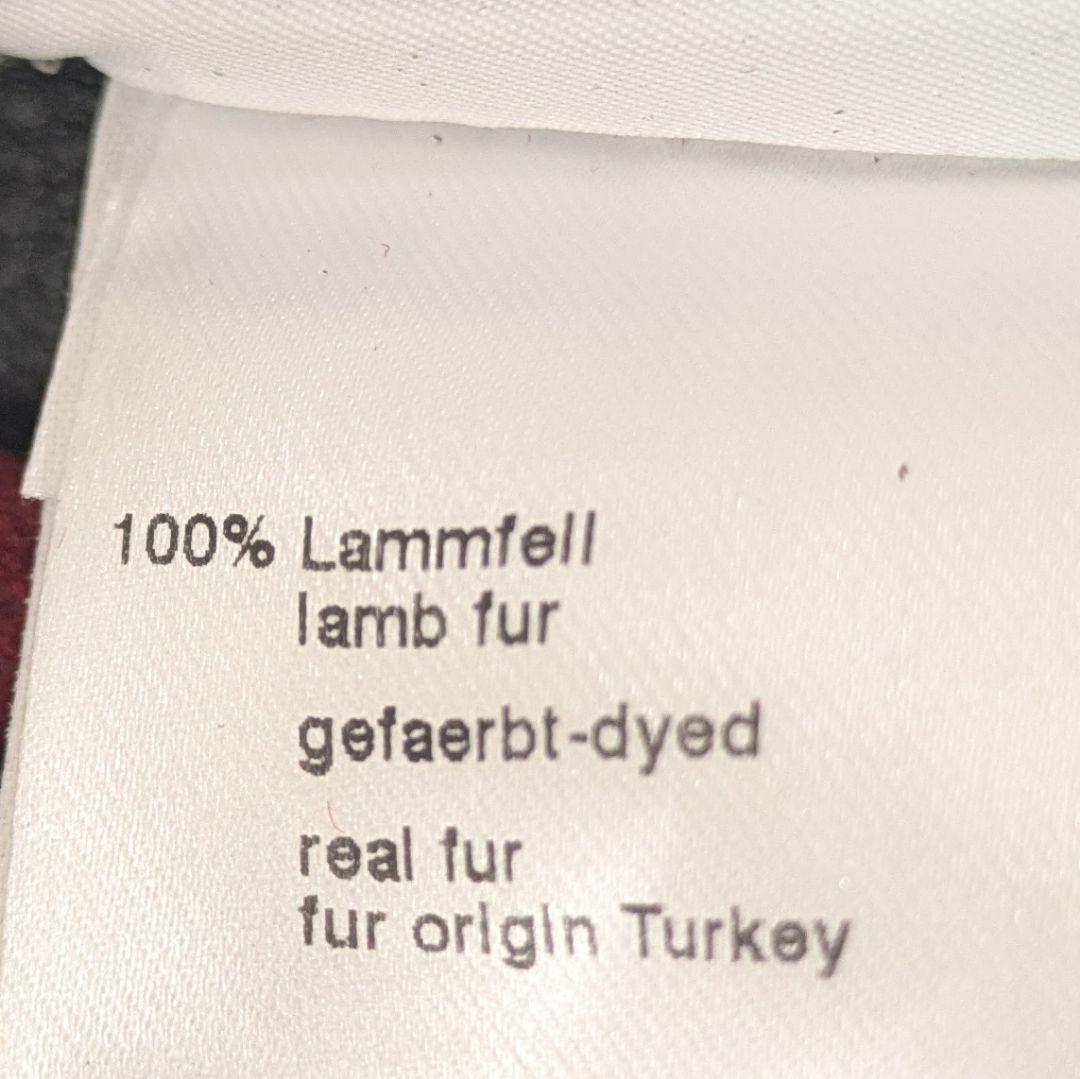 100% Lammfell
lamb fur
gefaerbt-dyed
real fur
fur origin Turkey